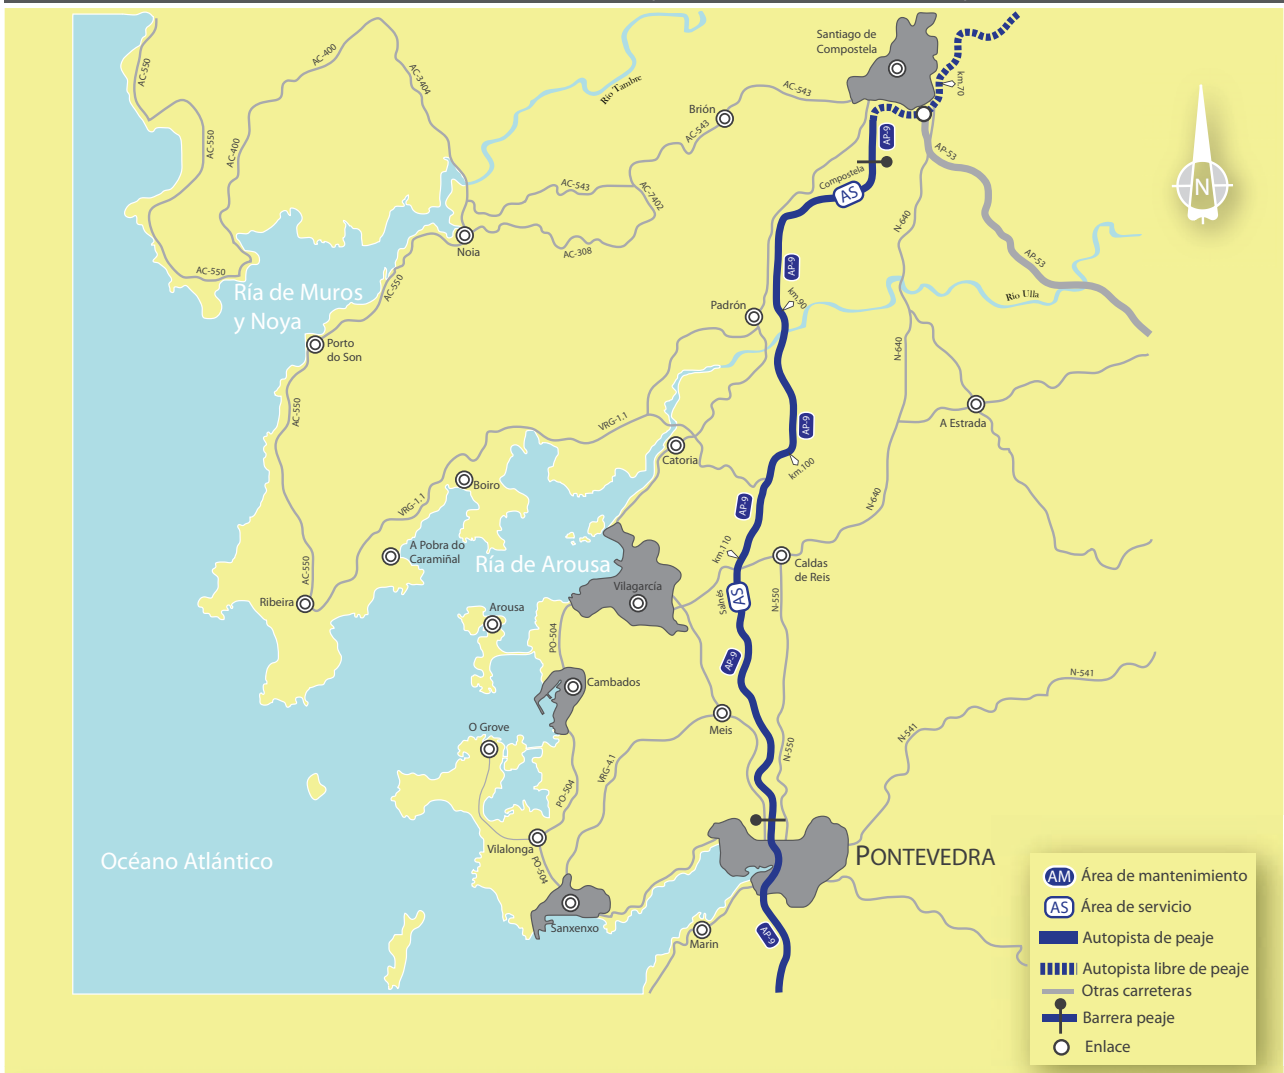 Santiago de
Compostela
AC-550
AC-400
AC-3404
Río Tambre
AC-543
km.70
Brión
AC-543
AP-9
AP-53
AC-550
AC-400
Compostela
AS
N
AC-543
AC-7402
N-640
Noia
AC-308
AP-53
AC-550
AP-9
AC-550
Ría de Muros
y Noya
km.90
Río Ulla
Padrón
Porto
do Son
N-640
AC-550
VRG-1,1
AP-9
A Estrada
Catoria
km.100
Boiro
VRG-1,1
AP-9
N-640
A Pobra do
Caramiñal
km.110
Ría de Arousa
AC-550
Caldas
de Reis
Vilagarcía
Salnés
AS
N-550
Ribeira
Arousa
PO-504
AP-9
Cambados
N-541
O Grove
Meis
N-541
N-550
VRG-4.1
PO-504
Vilalonga
PO-504
Océano Atlántico
PONTEVEDRA
Sanxenxo
Marin
AP-9
AM Área de mantenimiento
AS Área de servicio
Autopista de peaje
Autopista libre de peaje
Otras carreteras
Barrera peaje
Enlace